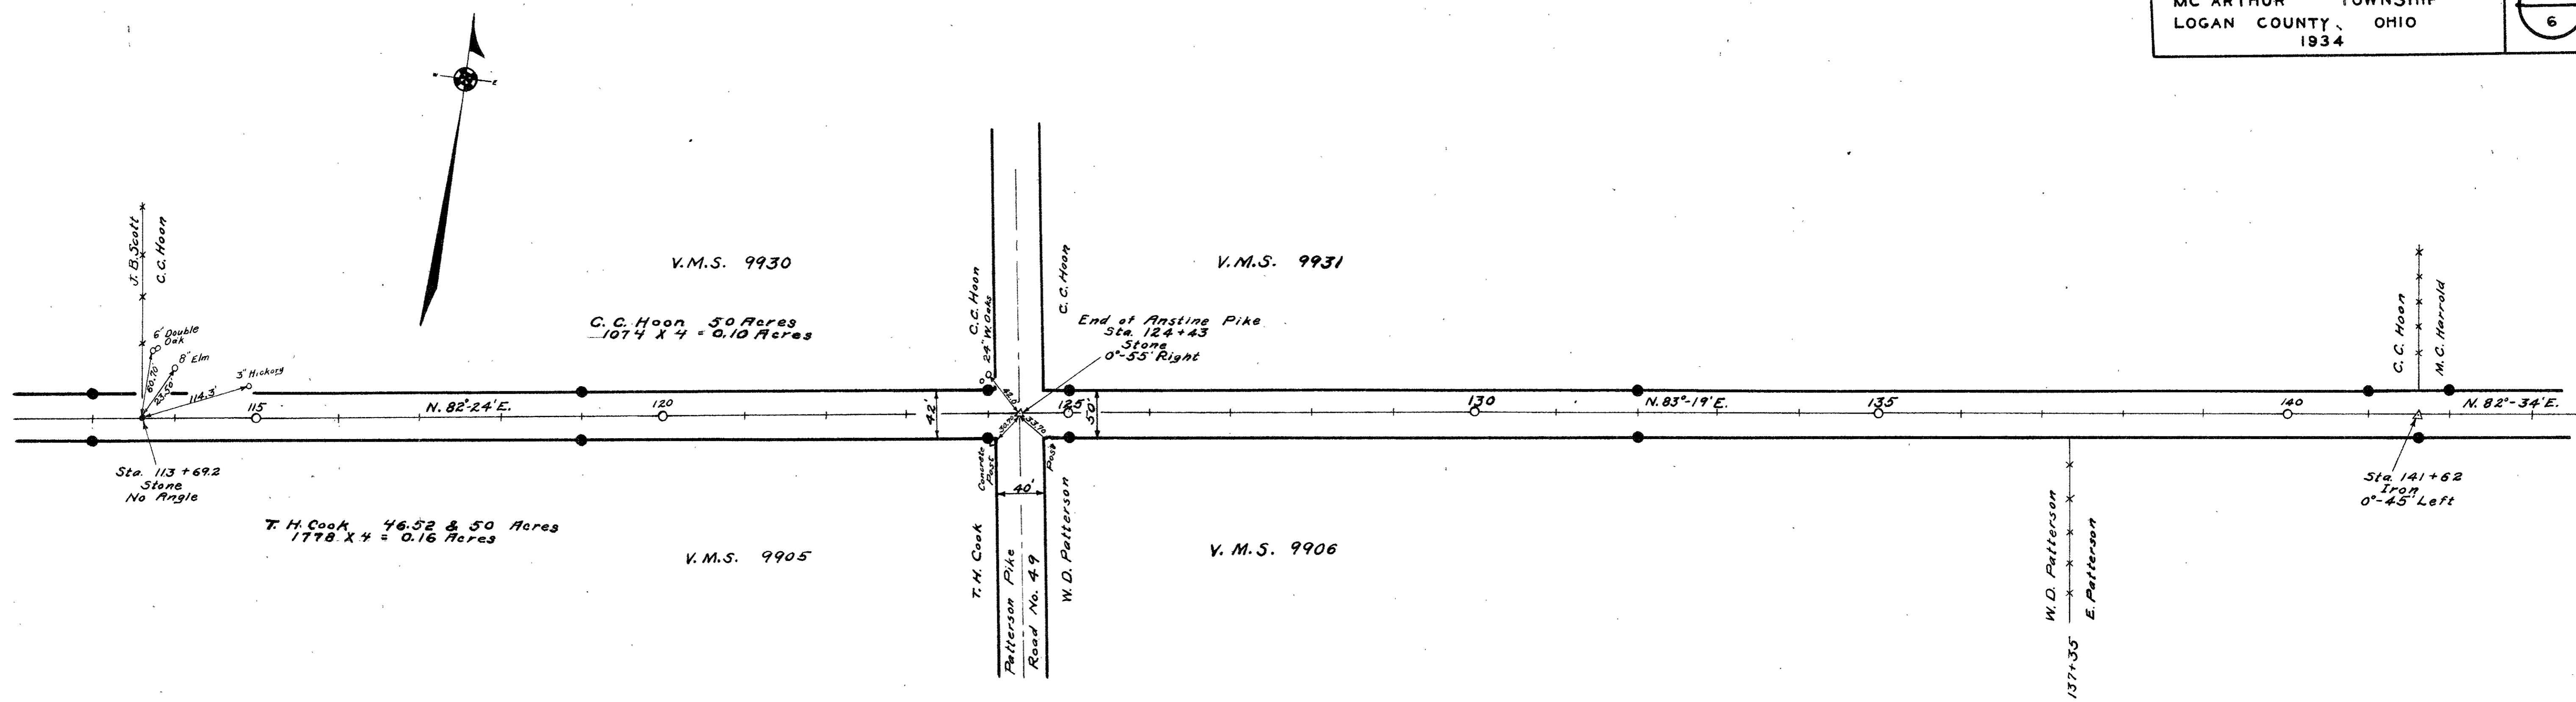 MC ARTHUR TOWNSHIP
LOGAN COUNTY, OHIO
1934
6
E
J.B. Scott
C.C. Hoon
6" Double
Oak
8" Elm
3" Hickory
60.70
23.50
114.3'
V.M.S. 9930
C. C. Hoon 50 Acres
1074 X 4 = 0.10 Acres
C.C. Hoon
24" W. Oaks
C.C. Hoon
V.M.S. 9931
End of Anstine Pike
Sta. 124+43
Stone
0°-55' Right
C. C. Hoon
M.C. Harrold
115
N. 82°-24'E.
120
42'
125
50'
130
N. 83°-19'E.
135
140
N. 82°-34'E.
33.70
Sta. 113+69.2
Stone
No Angle
Concrete
Post
Post
40'
Sta. 141+62
Iron
0°-45' Left
T. H. Cook 46.52 & 50 Acres
1778 X 4 = 0.16 Acres
V.M.S. 9905
T. H. Cook
Patterson Pike
Road No. 49
W. D. Patterson
V. M. S. 9906
W. D. Patterson
E. Patterson
137+35